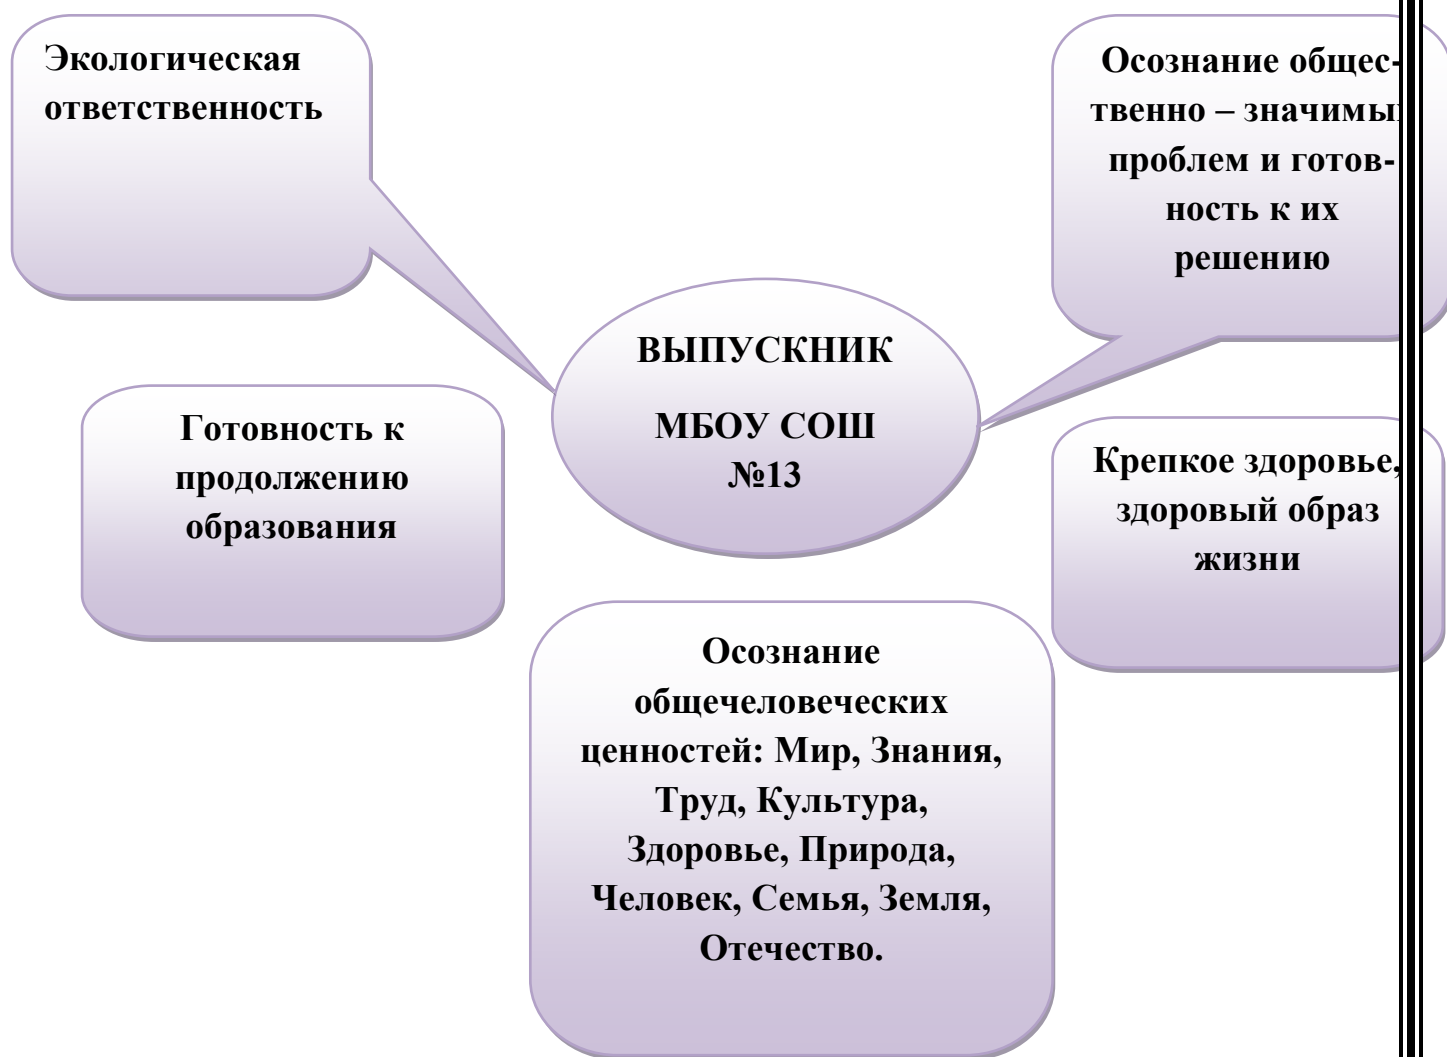 Экологическая
ответственность
Осознание общес-
твенно – значимых
проблем и готов-
ность к их
решению
ВЫПУСКНИК
МБОУ СОШ
№13
Готовность к
продолжению
образования
Крепкое здоровье,
здоровый образ
жизни
Осознание
общечеловеческих
ценностей: Мир, Знания,
Труд, Культура,
Здоровье, Природа,
Человек, Семья, Земля,
Отечество.